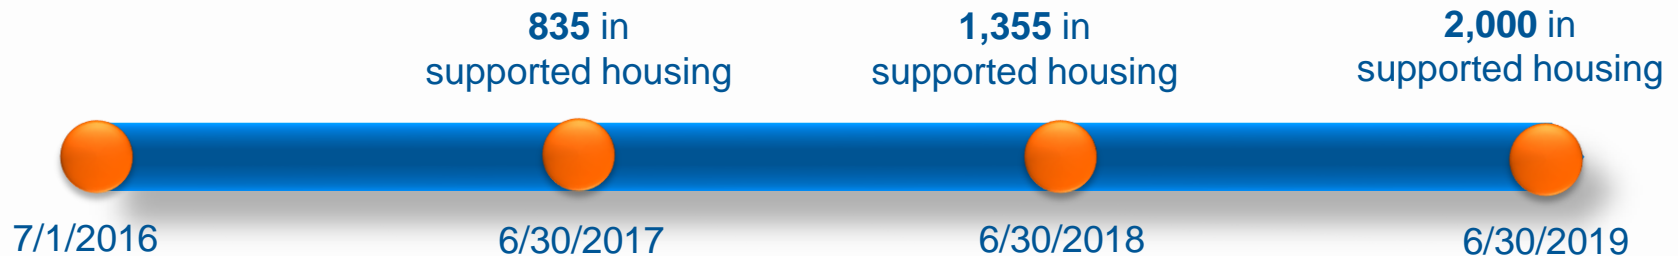 835 in
supported housing
1,355 in
supported housing
2,000 in
supported housing
7/1/2016
6/30/2017
6/30/2018
6/30/2019